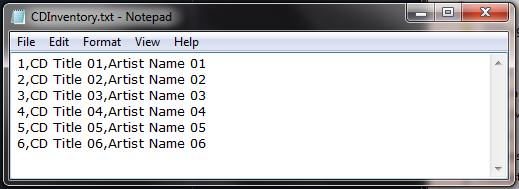 CDInventory.txt - Notepad
File Edit Format View Help
1,CD Title 01,Artist Name 01
2,CD Title 02,Artist Name 02
3,CD Title 03,Artist Name 03
4,CD Title 04,Artist Name 04
5,CD Title 05,Artist Name 05
6,CD Title 06,Artist Name 06